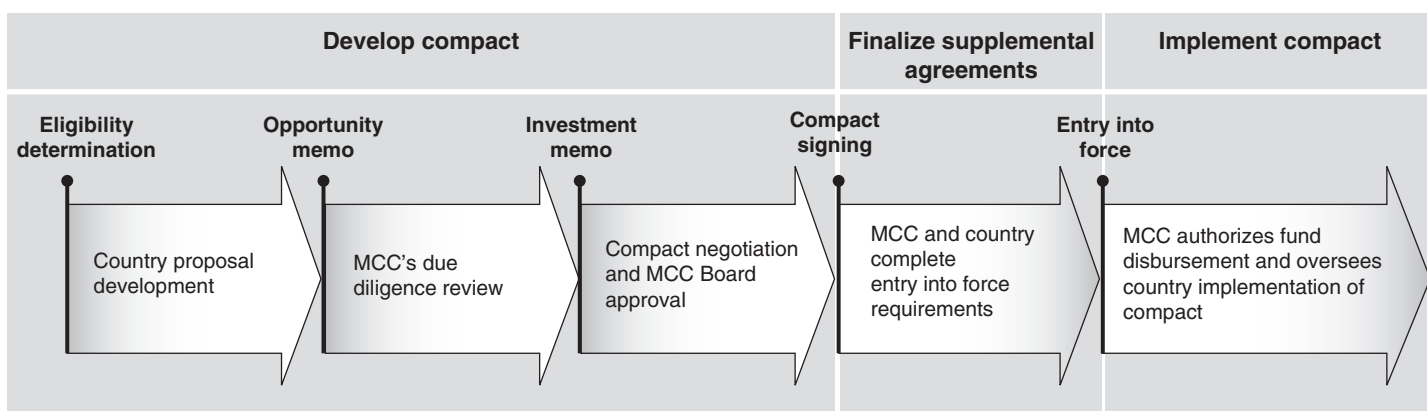 Develop compact
Finalize supplemental
agreements
Implement compact
Eligibility
determination
Opportunity
memo
Investment
memo
Compact
signing
Entry into
force
Country proposal
development
MCC's due
diligence review
Compact negotiation
and MCC Board
approval
MCC and country
complete
entry into force
requirements
MCC authorizes fund
disbursement and oversees
country implementation of
compact